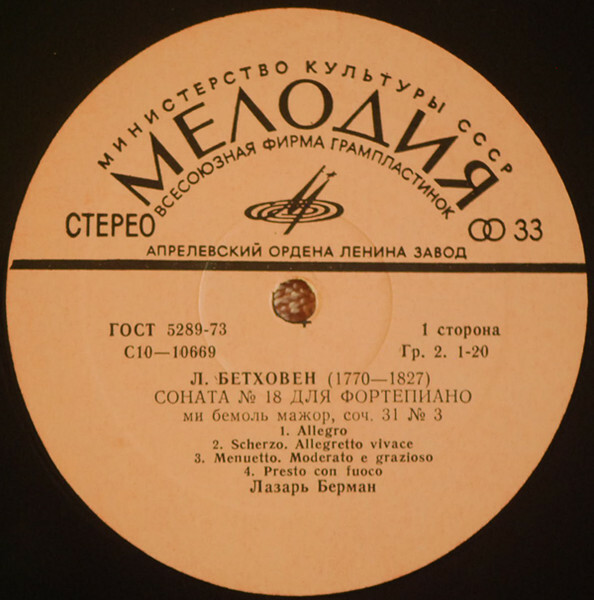 МИНИСТЕРСТВО КУЛЬТУРЫ СССР
МЕЛОДИЯ
ВСЕСОЮЗНАЯ ФИРМА ГРАМПЛАСТИНОК
СТЕРЕО
33
АПРЕЛЕВСКИЙ ОРДЕНА ЛЕНИНА ЗАВОД
ГОСТ 5289-73
1 сторона
С10—10669
Гр. 2. 1-20
Л. БЕТХОВЕН (1770—1827)
СОНАТА № 18 ДЛЯ ФОРТЕПИАНО
ми бемоль мажор, соч. 31 № 3
1. Allegro
2. Scherzo. Allegretto vivace
3. Menuetto. Moderato e grazioso
4. Presto con fuoco
Лазарь Берман